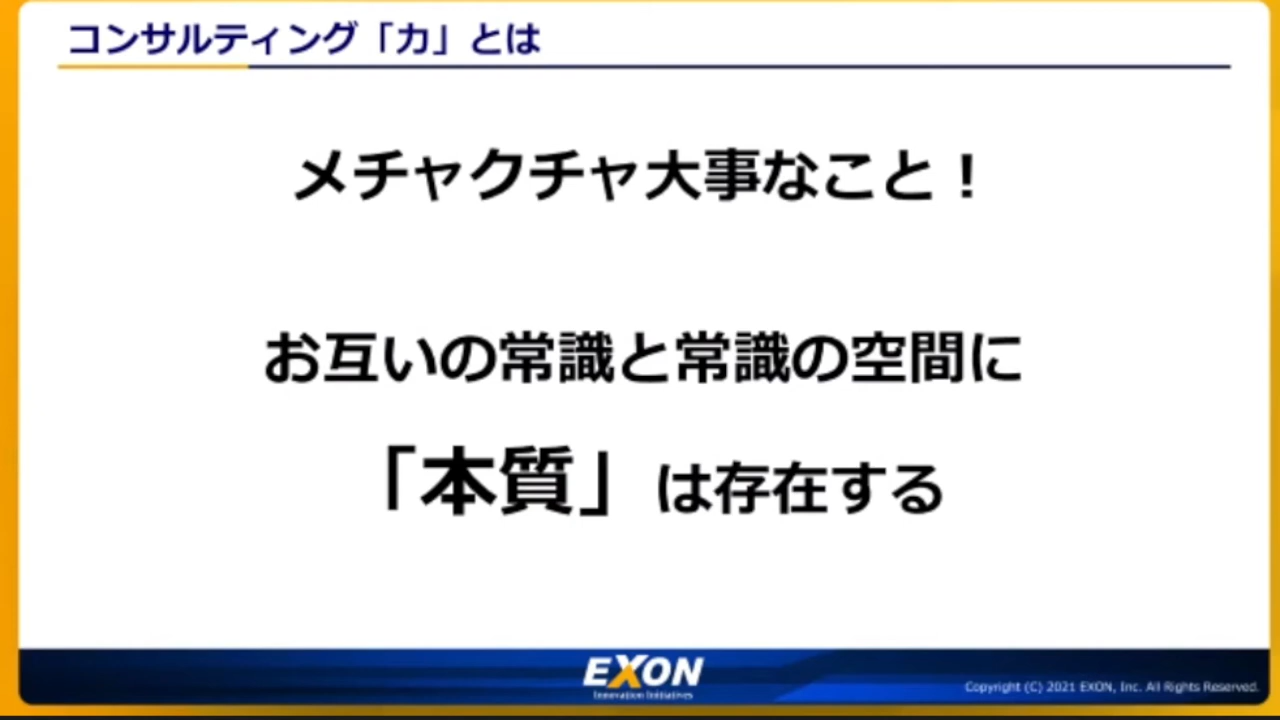 コンサルティング「力」とは
メチャクチャ大事なこと！
お互いの常識と常識の空間に
「本質」は存在する
EXON
Innovation Initiatives
Copyright (C) 2021 EXON, Inc. All Rights Reserved.